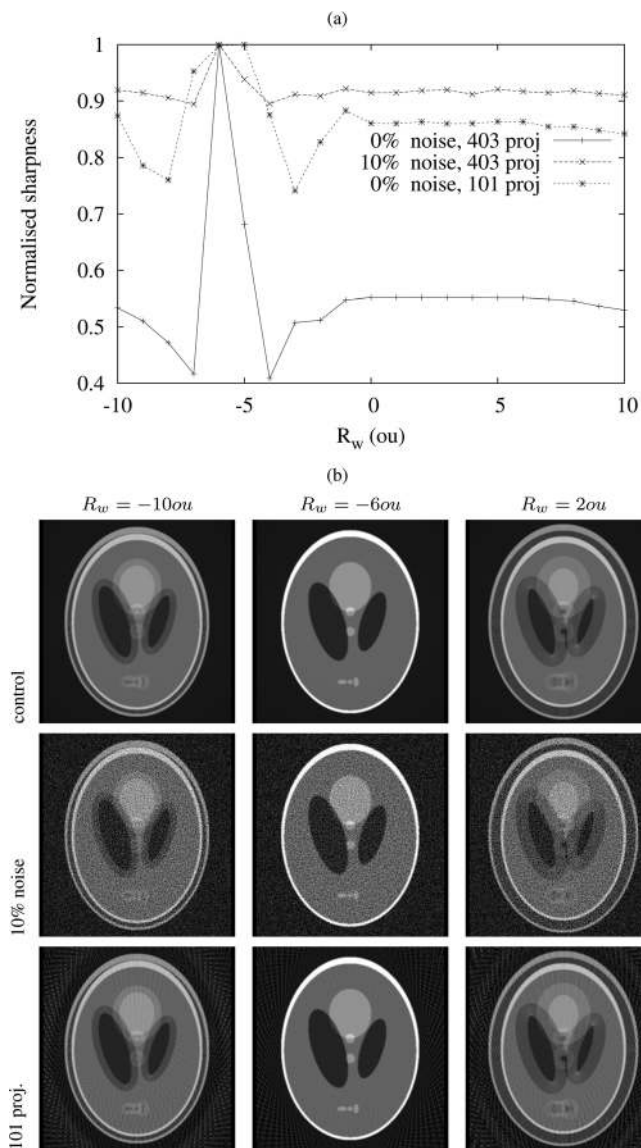 (a)
1
0.9
0.8
0.7
0.6
0.5
0.4
Normalised sharpness
0% noise, 403 proj
10% noise, 403 proj
0% noise, 101 proj
-10 -5 0 5 10
R_w (ou)
(b)
R_w = −10ou R_w = −6ou R_w = 2ou
control
10% noise
101 proj.